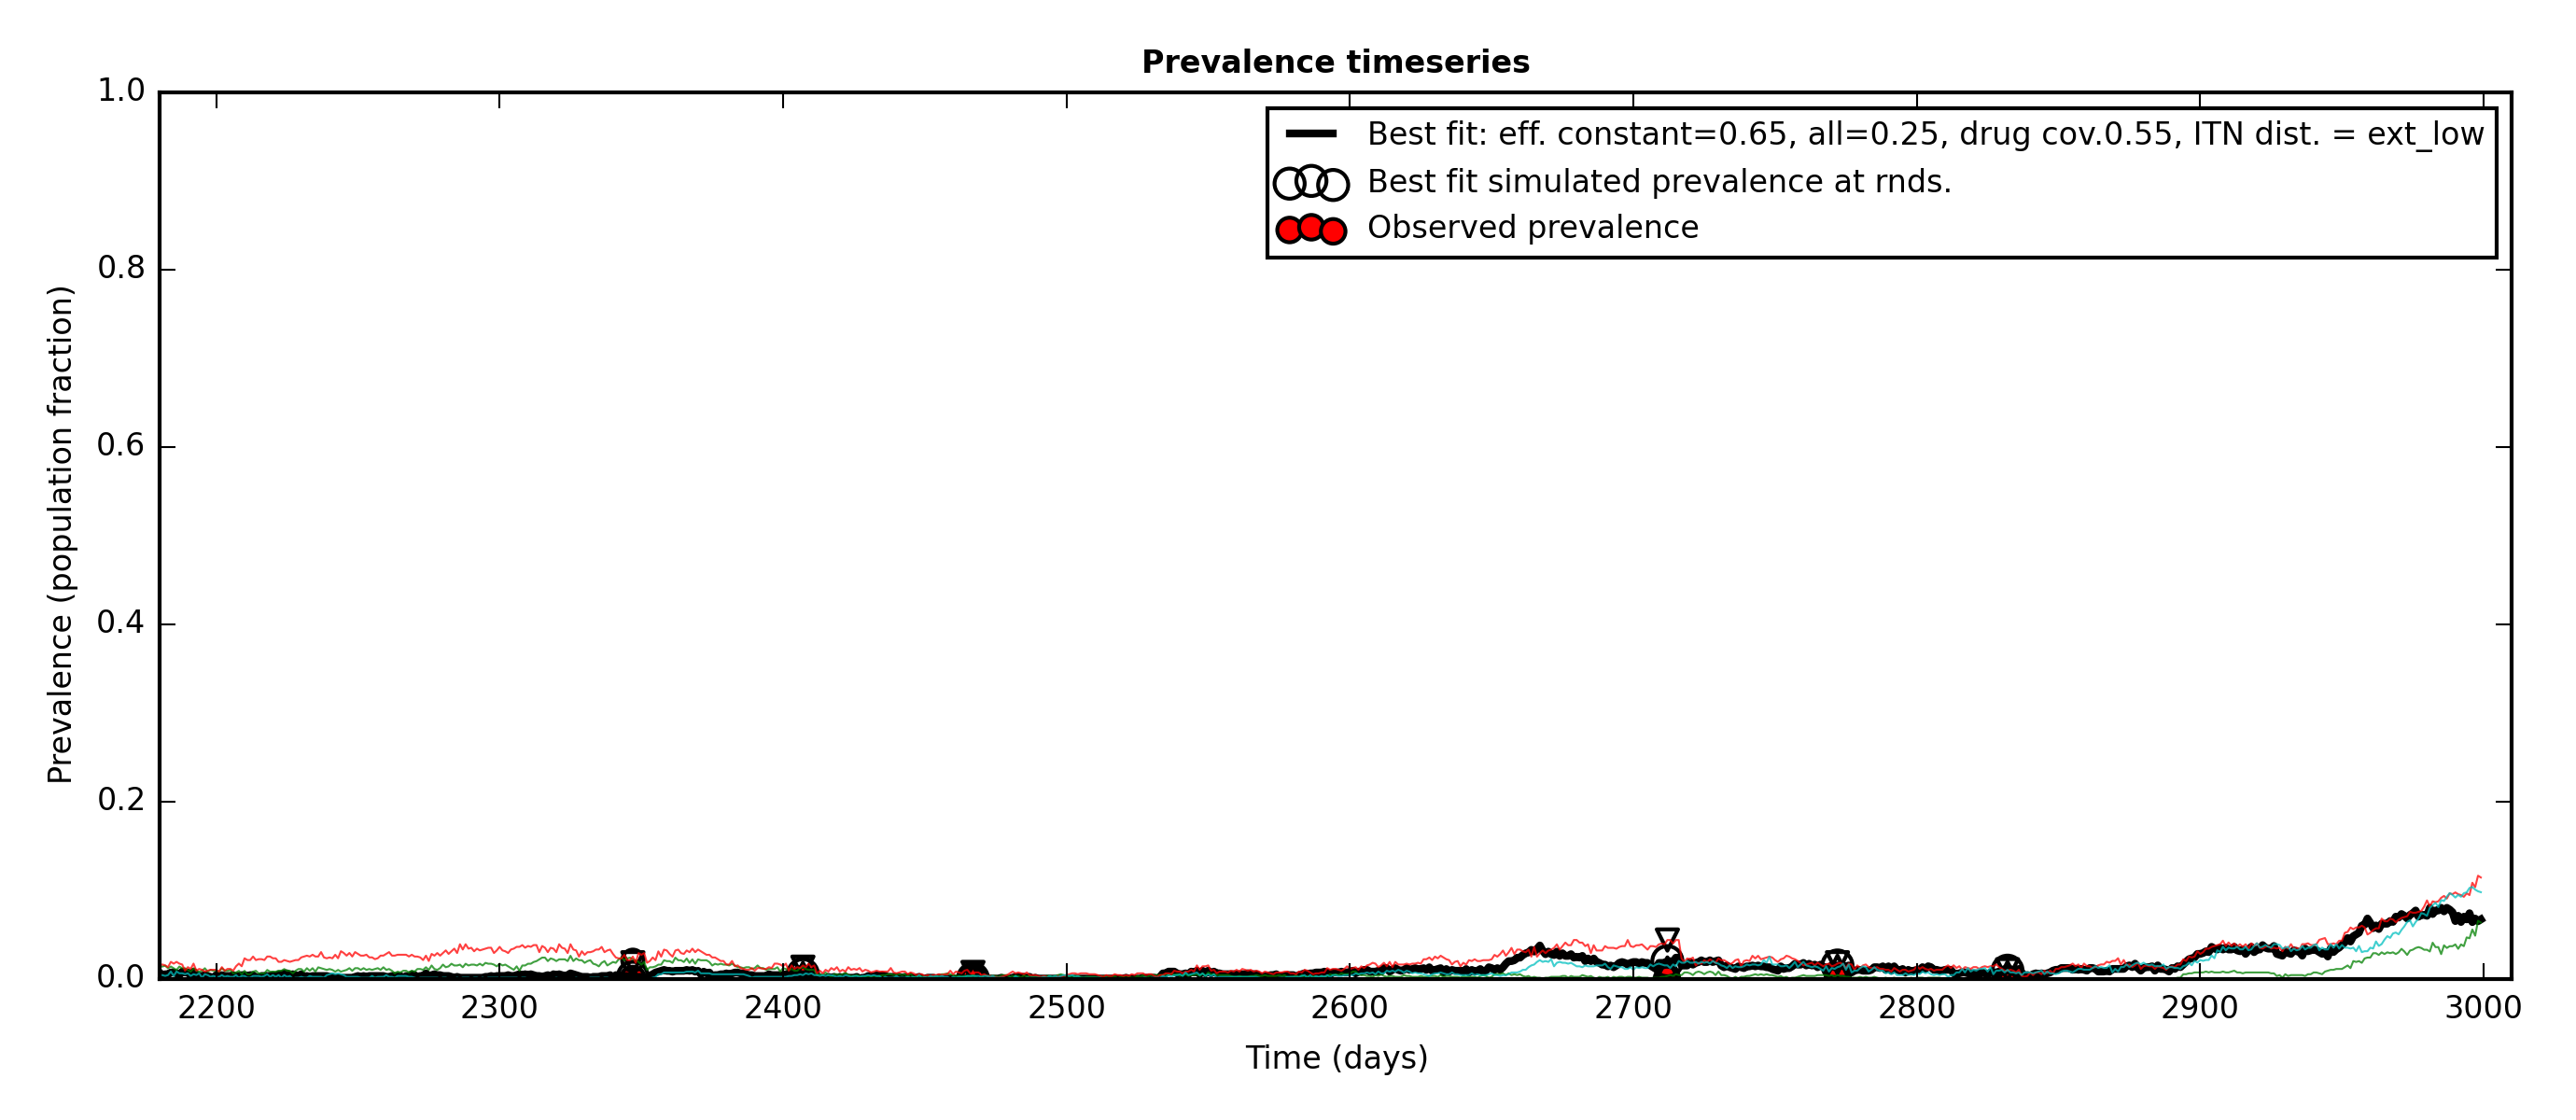 Prevalence timeseries
1.0
0.8
0.6
0.4
0.2
0.0
Prevalence (population fraction)
Best fit: eff. constant=0.65, all=0.25, drug cov.0.55, ITN dist. = ext_low
Best fit simulated prevalence at rnds.
Observed prevalence
2200 2300 2400 2500 2600 2700 2800 2900 3000
Time (days)